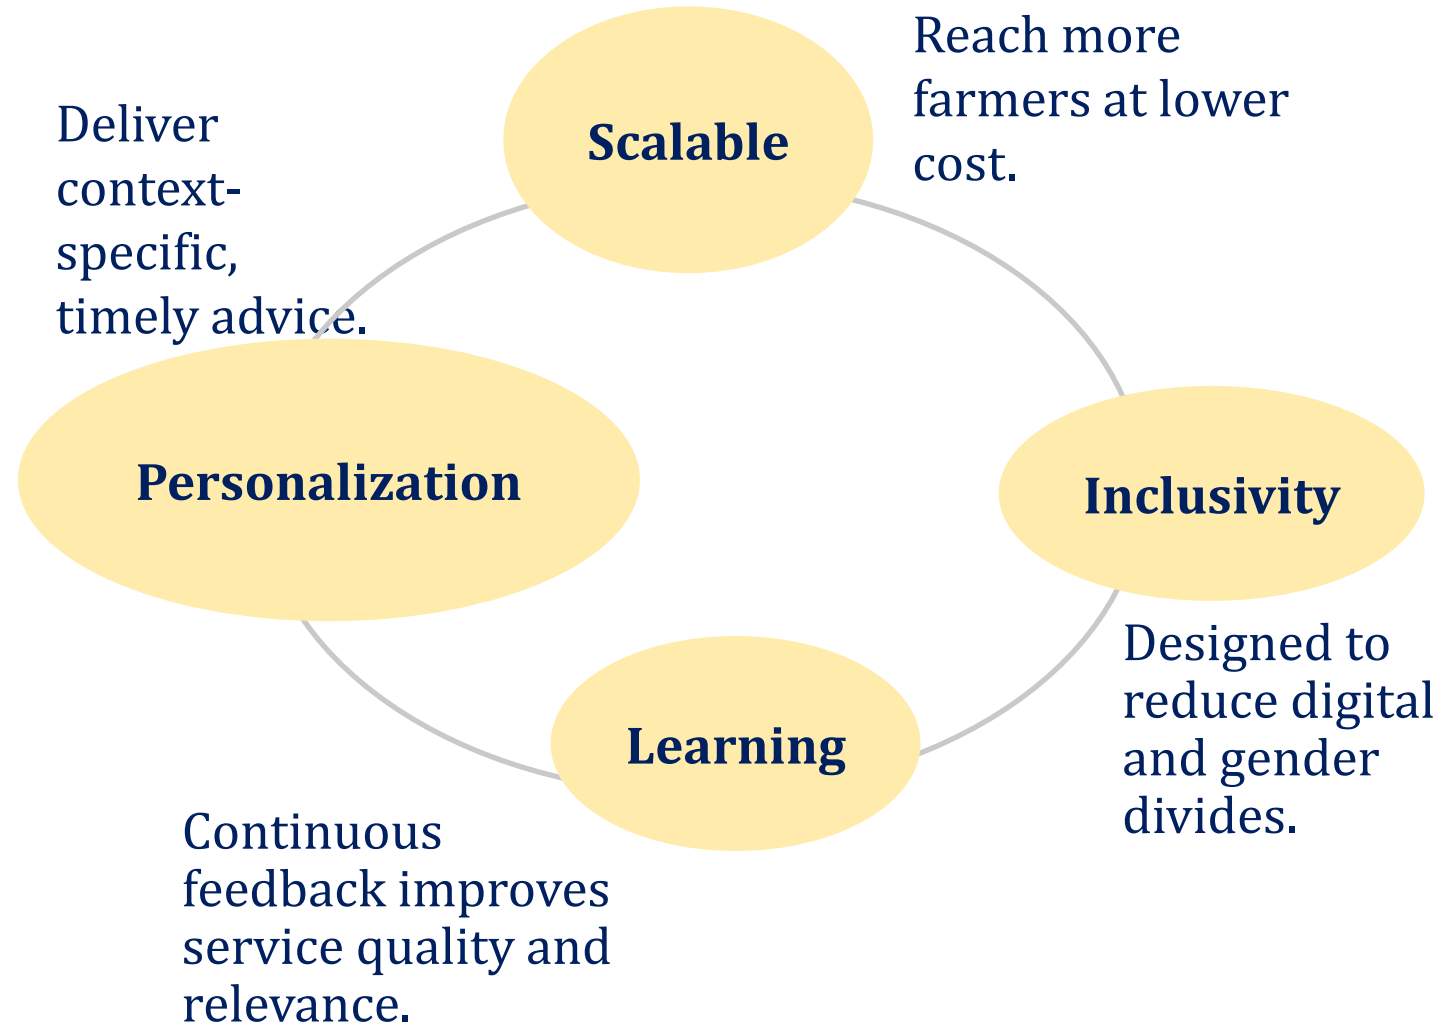 Scalable
Reach more
farmers at lower
cost.
Deliver
context-
specific,
timely advice.
Personalization
Inclusivity
Designed to
reduce digital
and gender
divides.
Learning
Continuous
feedback improves
service quality and
relevance.